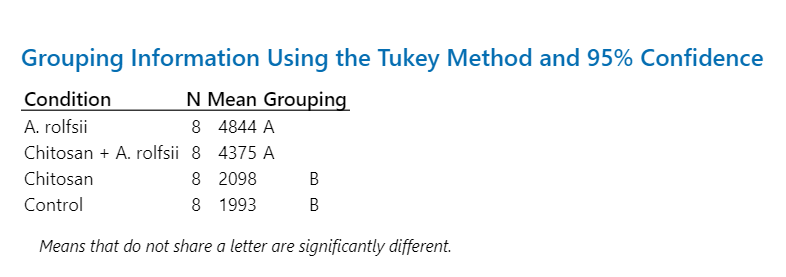 Grouping Information Using the Tukey Method and 95% Confidence
Condition N Mean Grouping
A. rolfsii 8 4844 A
Chitosan + A. rolfsii 8 4375 A
Chitosan 8 2098 B
Control 8 1993 B
Means that do not share a letter are significantly different.